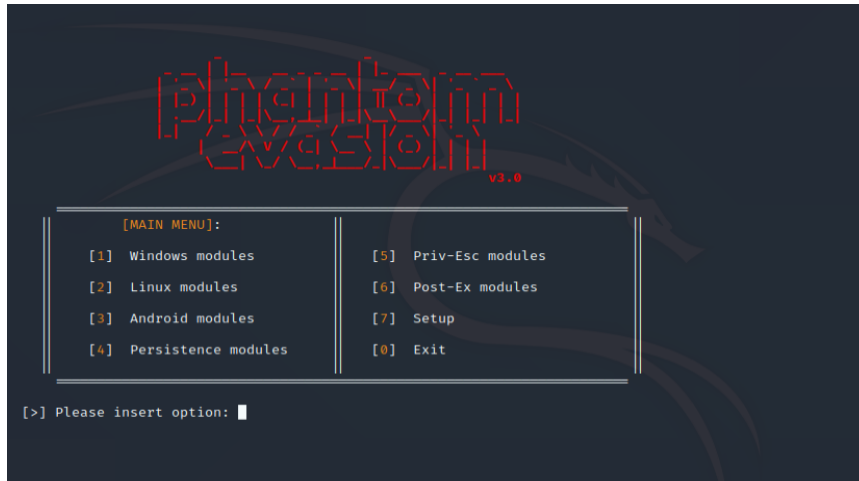 phantom
evasion
v3.0
[MAIN MENU]:
[1] Windows modules
[5] Priv-Esc modules
[2] Linux modules
[6] Post-Ex modules
[3] Android modules
[7] Setup
[4] Persistence modules
[0] Exit
[>] Please insert option: